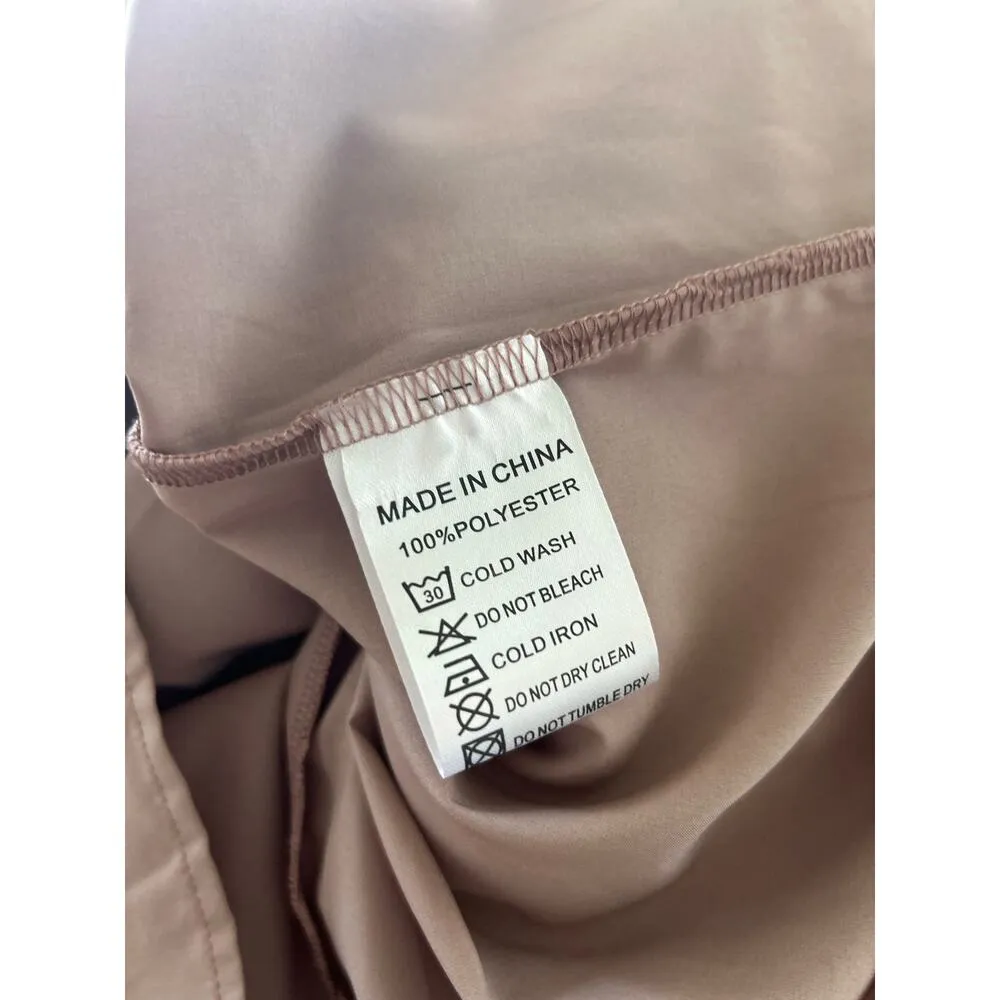 MADE IN CHINA
100%POLYESTER
30 COLD WASH
DO NOT BLEACH
COLD IRON
DO NOT DRY CLEAN
DO NOT TUMBLE DRY